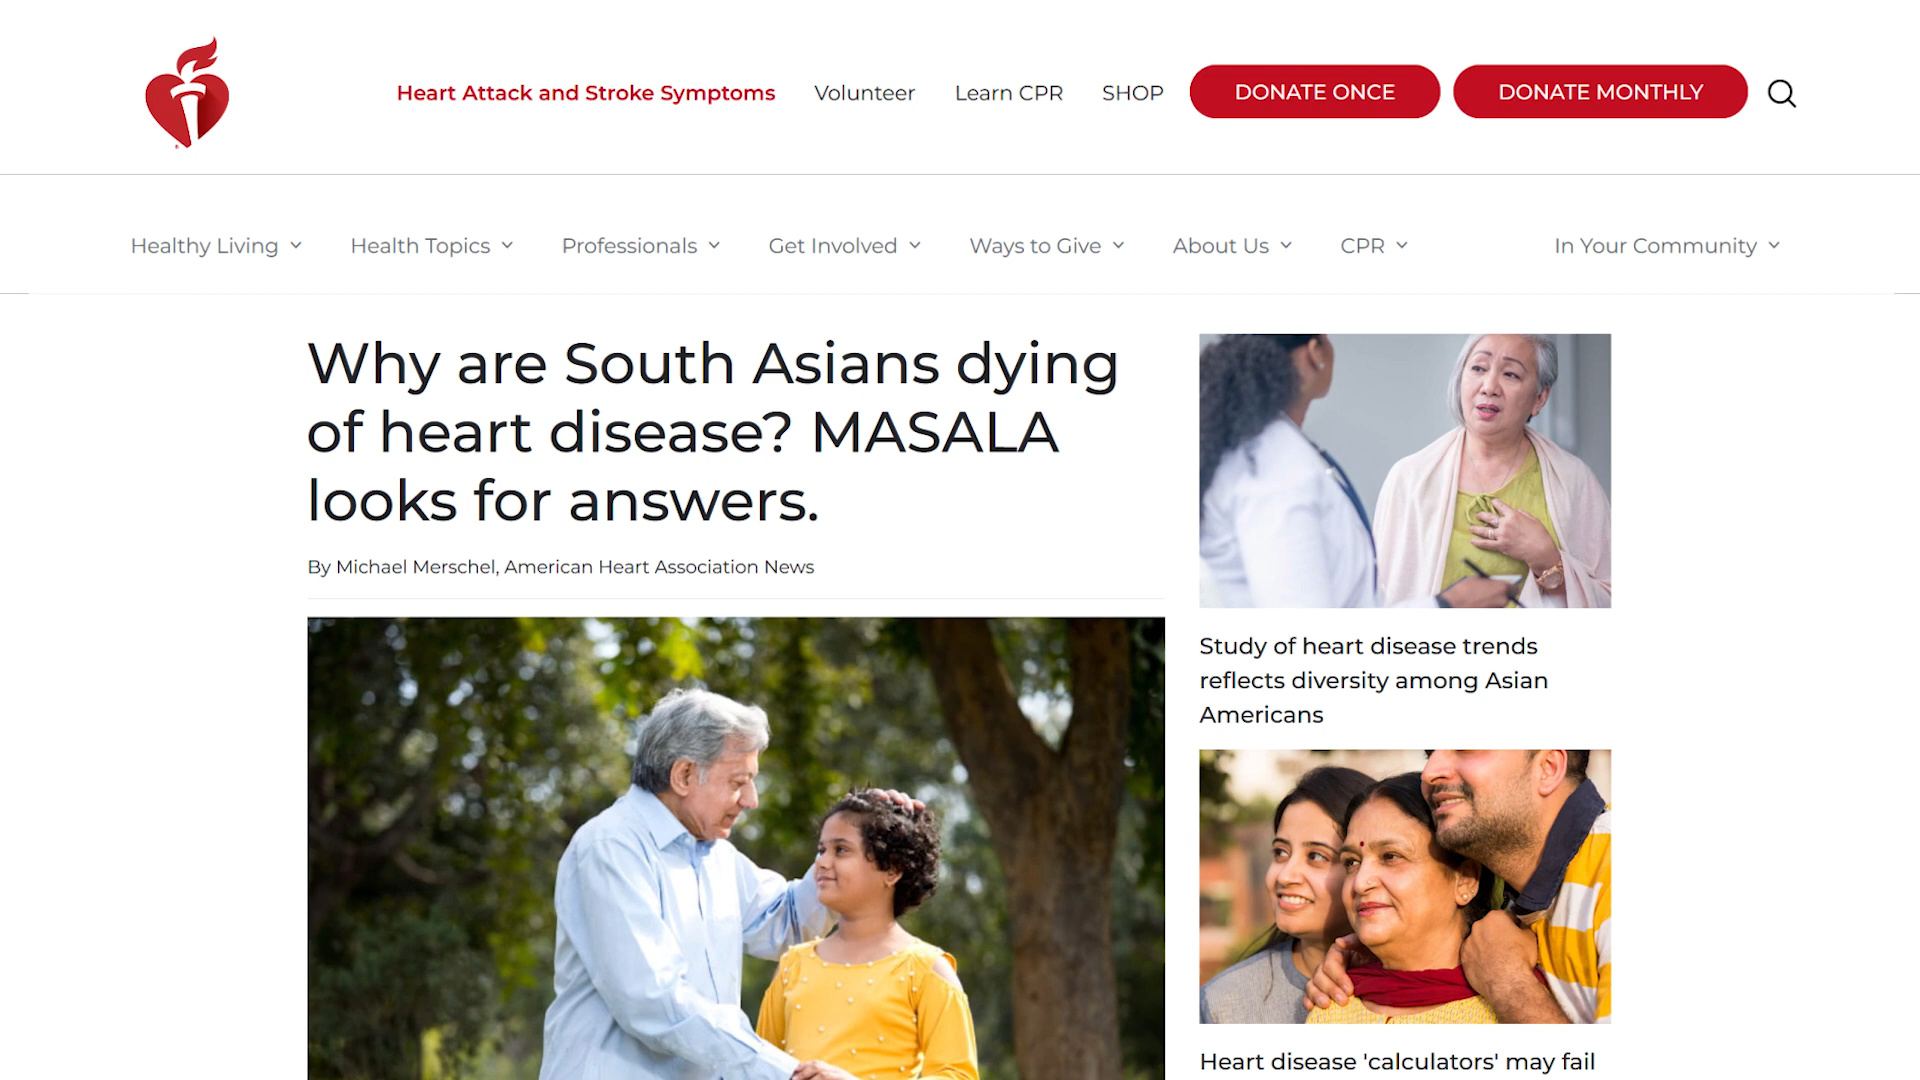 Heart Attack and Stroke Symptoms Volunteer Learn CPR SHOP DONATE ONCE DONATE MONTHLY
Healthy Living Health Topics Professionals Get Involved Ways to Give About Us CPR In Your Community
Why are South Asians dying
of heart disease? MASALA
looks for answers.
By Michael Merschel, American Heart Association News
Study of heart disease trends
reflects diversity among Asian
Americans
Heart disease 'calculators' may fail